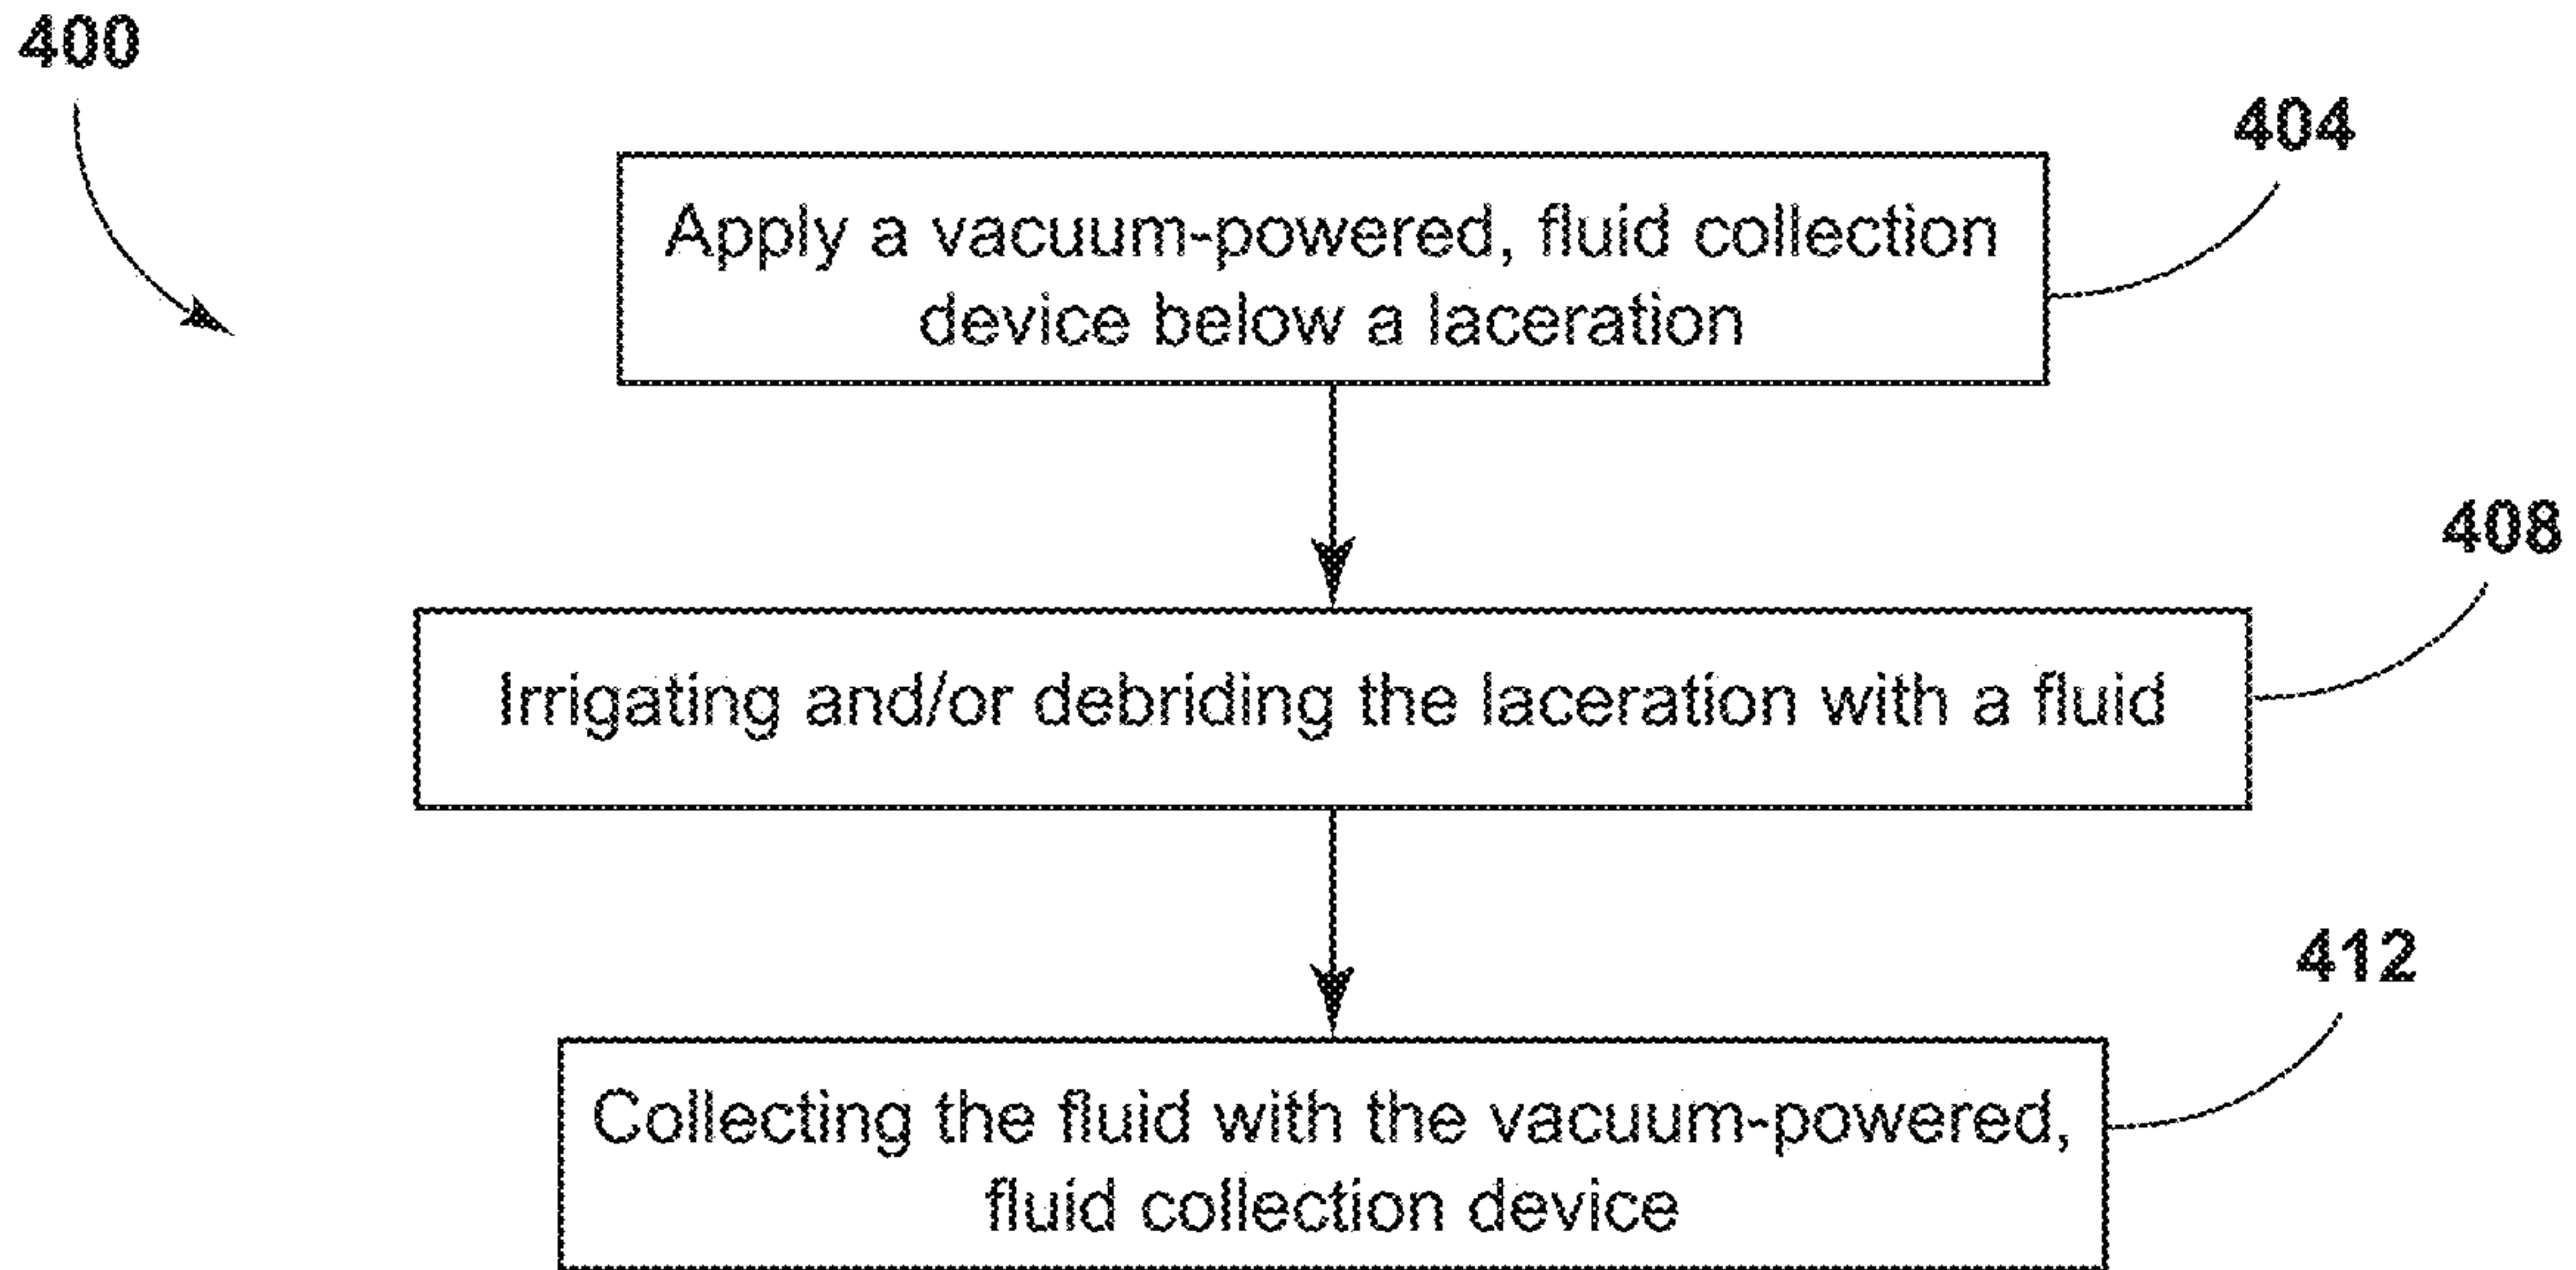 400
404
Apply a vacuum-powered, fluid collection
device below a laceration
408
Irrigating and/or debriding the laceration with a fluid
412
Collecting the fluid with the vacuum-powered,
fluid collection device